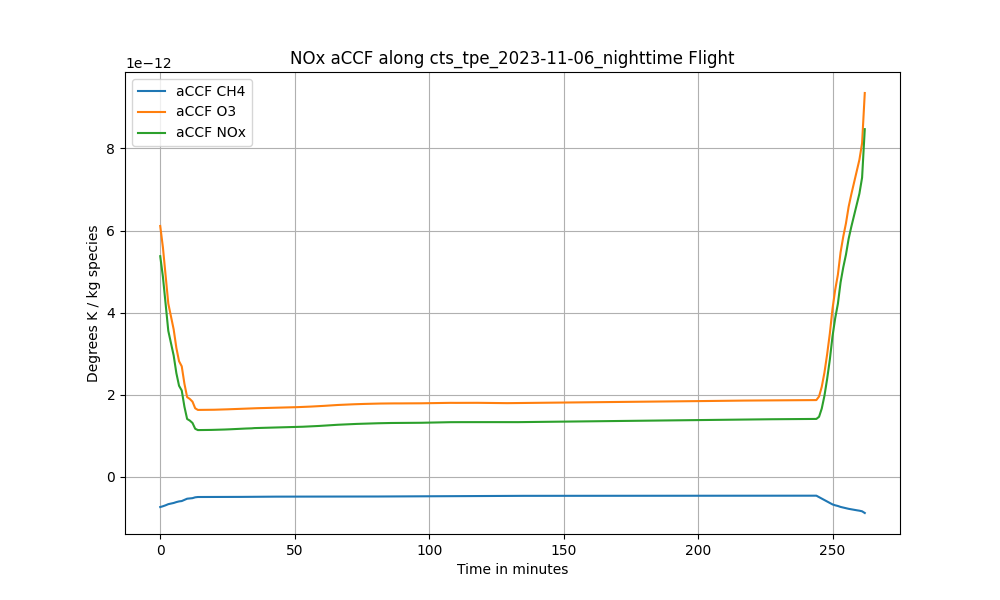 NOx aCCF along cts_tpe_2023-11-06_nighttime Flight
1e−12
aCCF CH4
aCCF O3
aCCF NOx
8
6
4
2
0
Degrees K / kg species
0 50 100 150 200 250
Time in minutes